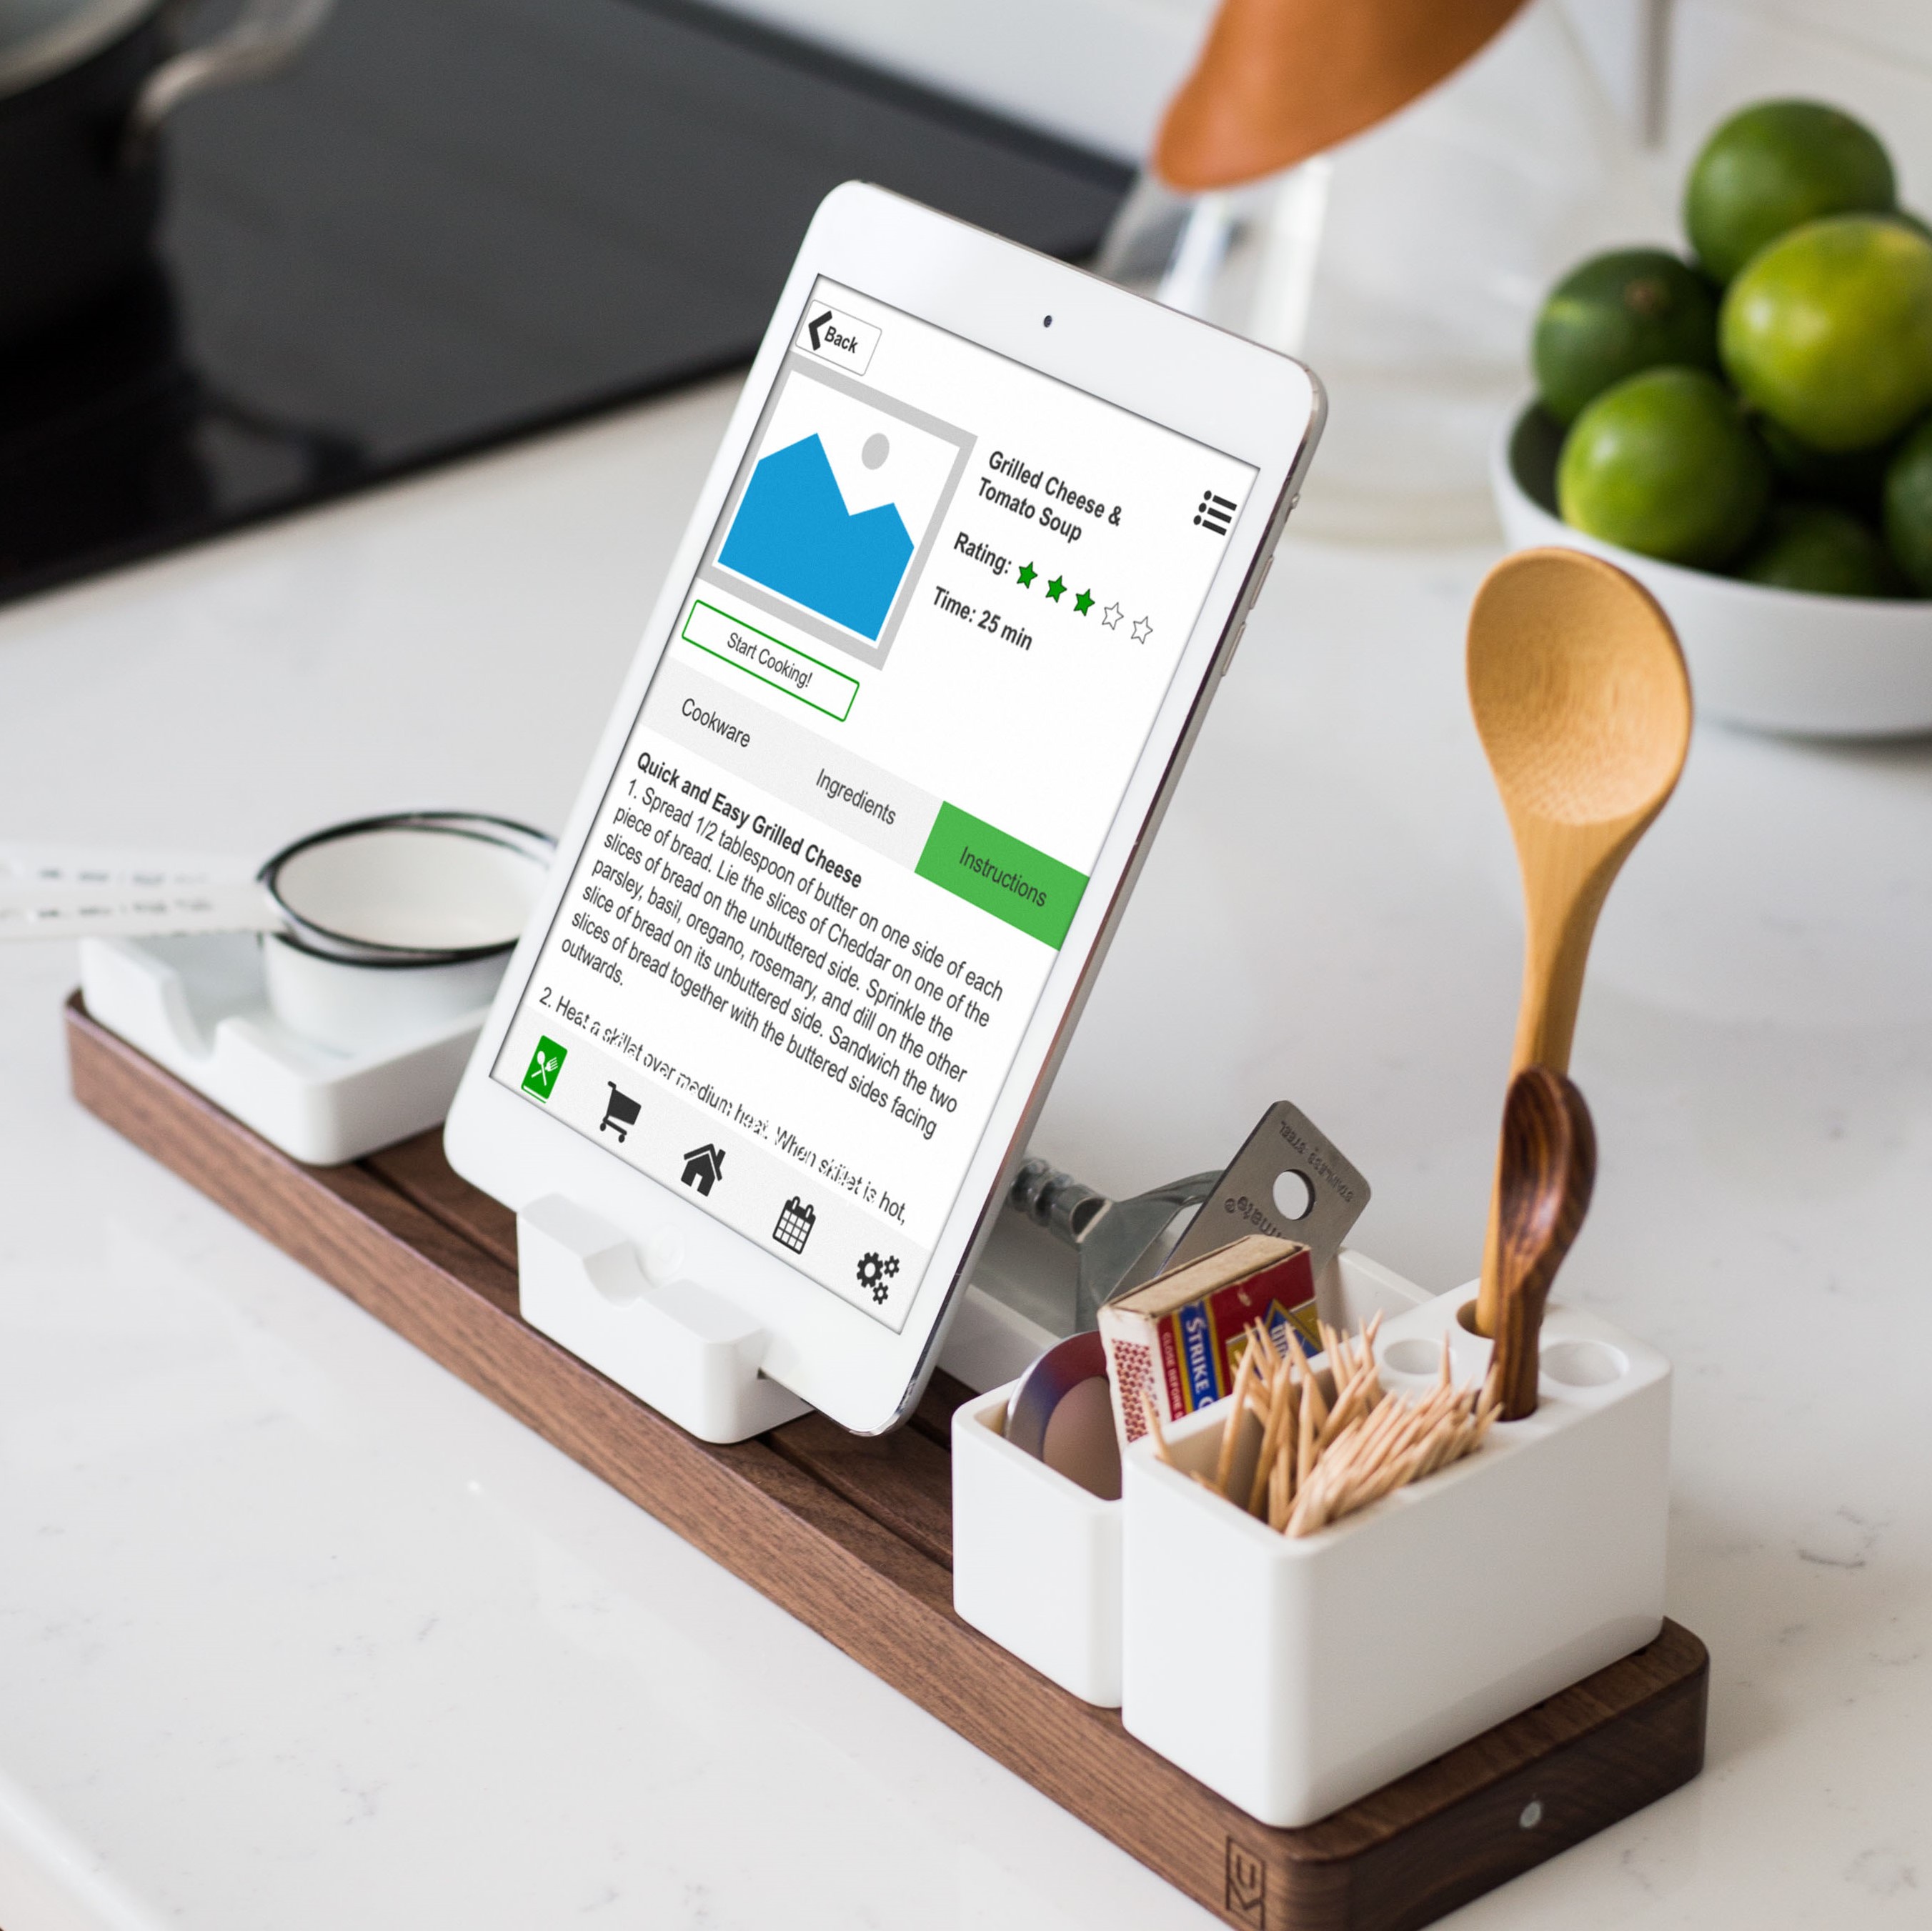 Back
Grilled Cheese &
Tomato Soup
Rating:
Time: 25 min
Start Cooking!
Cookware
Ingredients
Instructions
Quick and Easy Grilled Cheese
1. Spread 1/2 tablespoon of butter on one side of each
piece of bread. Lie the slices of Cheddar on one of the
slices of bread on the unbuttered side. Sprinkle the
parsley, basil, oregano, rosemary, and dill on the other
slice of bread on its unbuttered side. Sandwich the two
slices of bread together with the buttered sides facing
outwards.
2. Heat a skillet over medium heat. When skillet is hot,
STAINLESS STEEL
STRIKE
CLOSE BEFORE